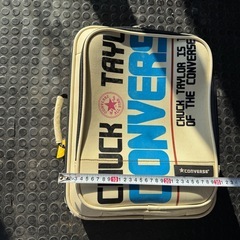 CHUCK ★ TAYL
CONVERS
CHUCK TAYLOR IS
OF THE CONVERSE
★CONVERSE